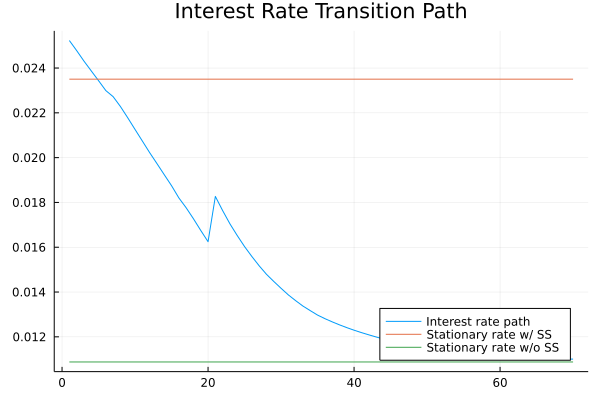 Interest Rate Transition Path
0.024
0.022
0.020
0.018
0.016
0.014
0.012
Interest rate path
Stationary rate w/ SS
Stationary rate w/o SS
0 20 40 60